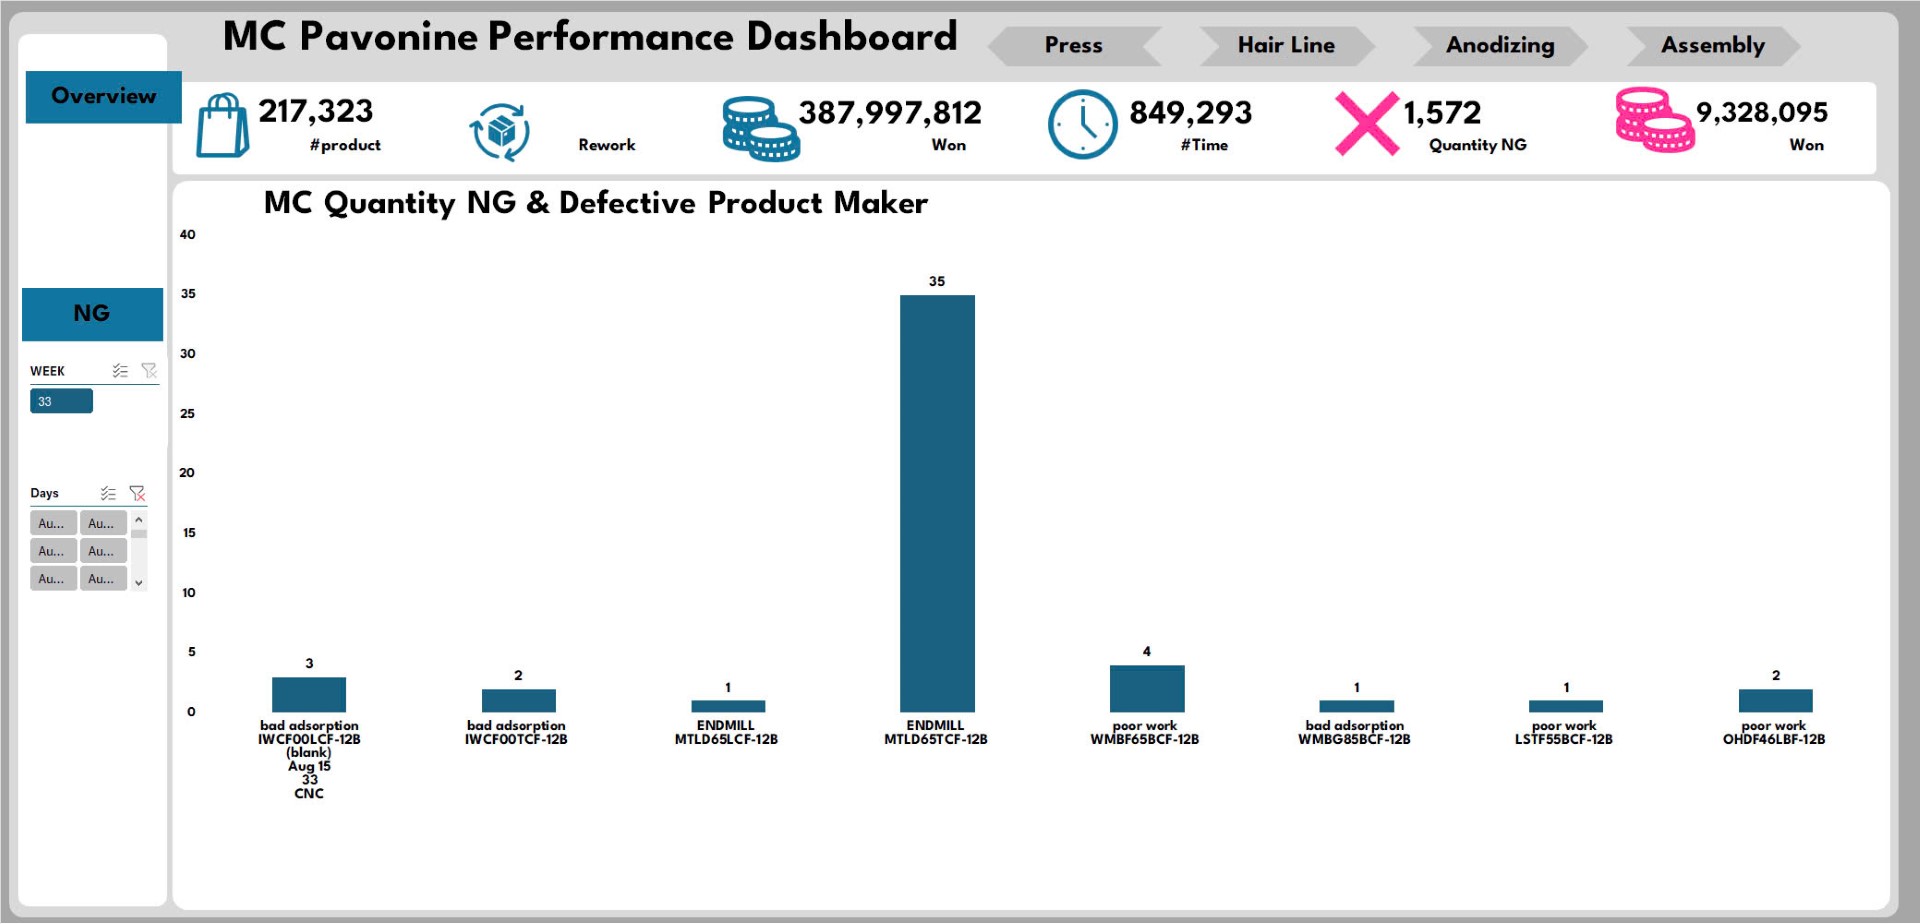 MC Pavonine Performance Dashboard
Press
Hair Line
Anodizing
Assembly
Overview
217,323
#product
Rework
387,997,812
Won
849,293
#Time
1,572
Quantity NG
9,328,095
Won
MC Quantity NG & Defective Product Maker
NG
WEEK
33
Days
Au... Au...
Au... Au...
Au... Au...
40
35
30
25
20
15
10
5
0
3
2
1
35
4
1
1
2
bad adsorption
IWCF00LCF-12B
(blank)
Aug 15
33
CNC
bad adsorption
IWCF00TCF-12B
ENDMILL
MTLD65LCF-12B
ENDMILL
MTLD65TCF-12B
poor work
WMBF65BCF-12B
bad adsorption
WMBG85BCF-12B
poor work
LSTF55BCF-12B
poor work
OHDF46LBF-12B